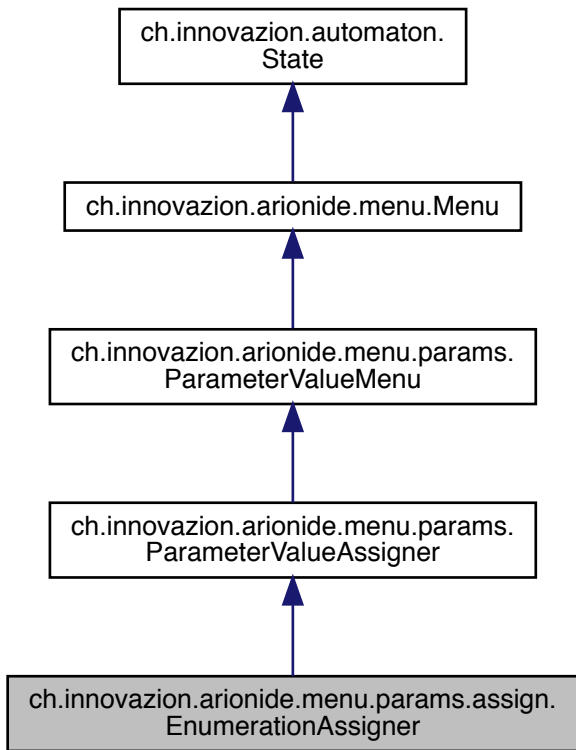 ch.innovazion.automaton.
State
ch.innovazion.arionide.menu.Menu
ch.innovazion.arionide.menu.params.
ParameterValueMenu
ch.innovazion.arionide.menu.params.
ParameterValueAssigner
ch.innovazion.arionide.menu.params.assign.
EnumerationAssigner